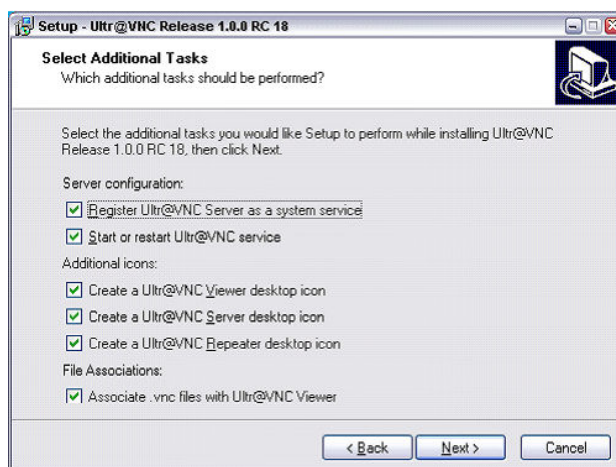 Setup - Ultr@VNC Release 1.0.0 RC 18
Select Additional Tasks
Which additional tasks should be performed?
Select the additional tasks you would like Setup to perform while installing Ultr@VNC
Release 1.0.0 RC 18, then click Next.
Server configuration:
Register Ultr@VNC Server as a system service
Start or restart Ultr@VNC service
Additional icons:
Create a Ultr@VNC Viewer desktop icon
Create a Ultr@VNC Server desktop icon
Create a Ultr@VNC Repeater desktop icon
File Associations:
Associate .vnc files with Ultr@VNC Viewer
< Back Next > Cancel